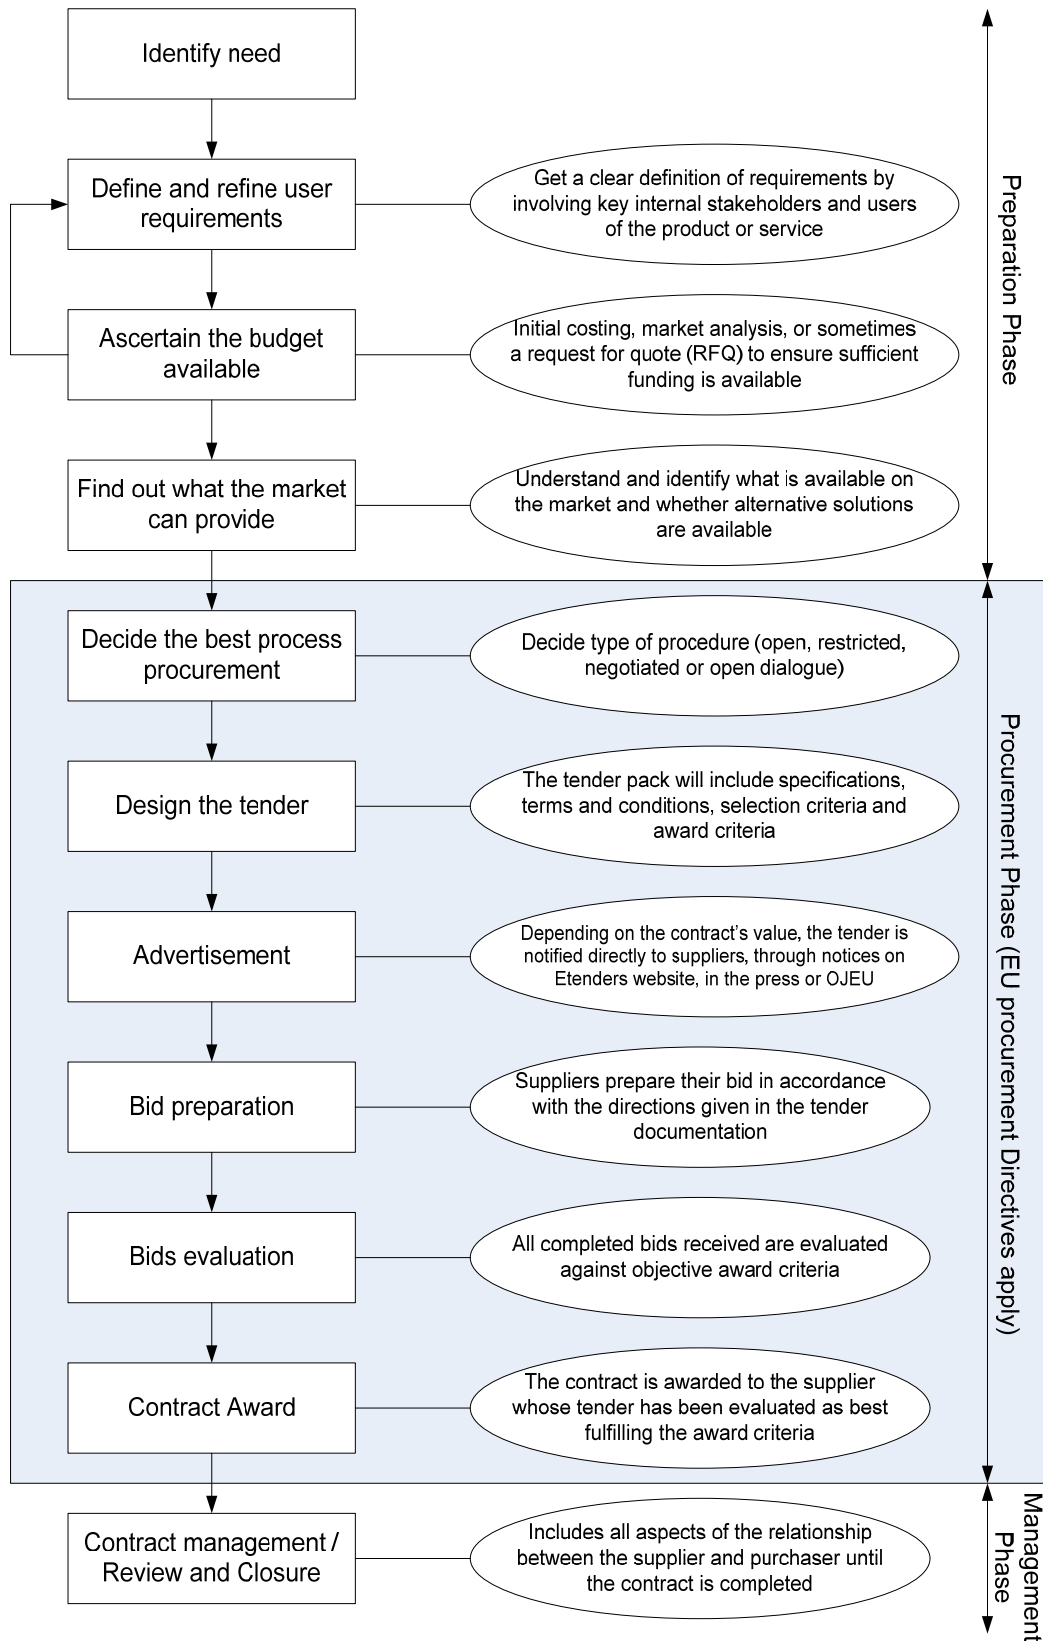 Identify need
Define and refine user
requirements
Get a clear definition of requirements by
involving key internal stakeholders and users
of the product or service
Ascertain the budget
available
Initial costing, market analysis, or sometimes
a request for quote (RFQ) to ensure sufficient
funding is available
Find out what the market
can provide
Understand and identify what is available on
the market and whether alternative solutions
are available
Preparation Phase
Decide the best process
procurement
Decide type of procedure (open, restricted,
negotiated or open dialogue)
Design the tender
The tender pack will include specifications,
terms and conditions, selection criteria and
award criteria
Advertisement
Depending on the contract's value, the tender is
notified directly to suppliers, through notices on
Etenders website, in the press or OJEU
Bid preparation
Suppliers prepare their bid in accordance
with the directions given in the tender
documentation
Bids evaluation
All completed bids received are evaluated
against objective award criteria
Contract Award
The contract is awarded to the supplier
whose tender has been evaluated as best
fulfilling the award criteria
Procurement Phase (EU procurement Directives apply)
Contract management /
Review and Closure
Includes all aspects of the relationship
between the supplier and purchaser until
the contract is completed
Management
Phase